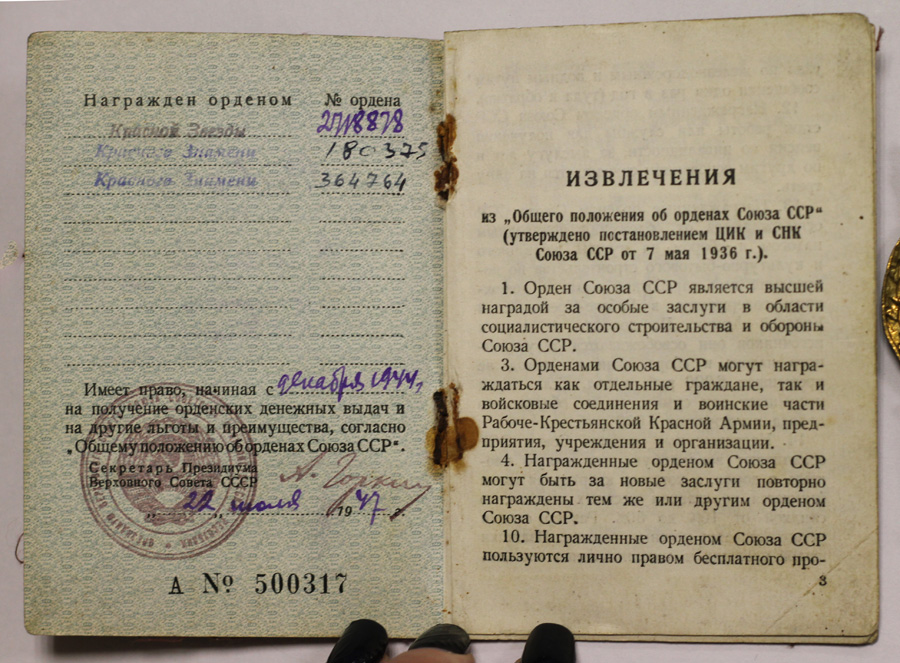 Награжден орденом № ордена
Красной Звезды 2718878
Красного Знамени 180375
Красного Знамени 364764
Имеет право, начиная с декабря 1944 г.
на получение орденских денежных выдач и
на другие льготы и преимущества, согласно
„Общему положению об орденах Союза ССР“.
Секретарь Президиума
Верховного Совета СССР А. Горкин
„22“ июля 1947 г.
А № 500317
ИЗВЛЕЧЕНИЯ
из „Общего положения об орденах Союза ССР“
(утверждено постановлением ЦИК и СНК
Союза ССР от 7 мая 1936 г.).
1. Орден Союза ССР является высшей
наградой за особые заслуги в области
социалистического строительства и обороны
Союза ССР.
3. Орденами Союза ССР могут награ-
ждаться как отдельные граждане, так и
войсковые соединения и воинские части
Рабоче-Крестьянской Красной Армии, пред-
приятия, учреждения и организации.
4. Награжденные орденом Союза ССР
могут быть за новые заслуги повторно
награждены тем же или другим орденом
Союза ССР.
10. Награжденные орденом Союза ССР
пользуются лично правом бесплатного про-
3